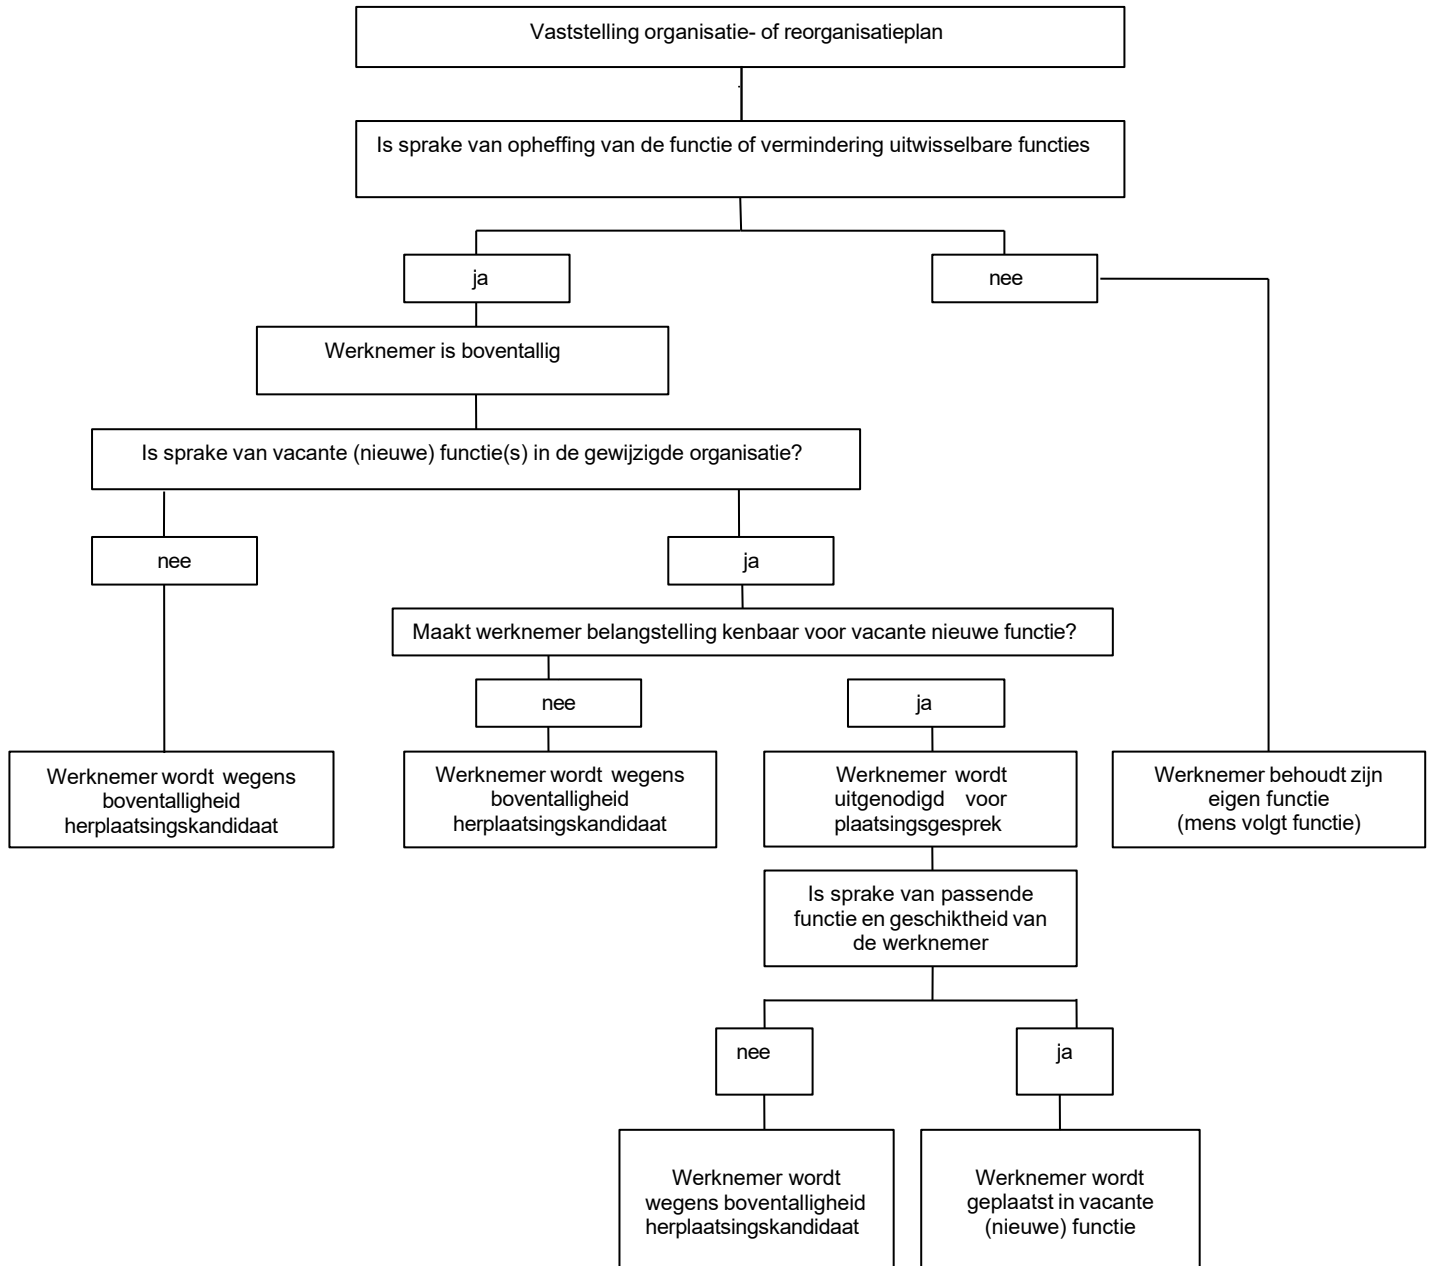 Vaststelling organisatie- of reorganisatieplan
Is sprake van opheffing van de functie of vermindering uitwisselbare functies
ja
nee
Werknemer is boventallig
Is sprake van vacante (nieuwe) functie(s) in de gewijzigde organisatie?
nee
ja
Maakt werknemer belangstelling kenbaar voor vacante nieuwe functie?
nee
ja
Werknemer wordt wegens
boventalligheid
herplaatsingskandidaat
Werknemer wordt wegens
boventalligheid
herplaatsingskandidaat
Werknemer wordt
uitgenodigd voor
plaatsingsgesprek
Werknemer behoudt zijn
eigen functie
(mens volgt functie)
Is sprake van passende
functie en geschiktheid van
de werknemer
nee
ja
Werknemer wordt
wegens boventalligheid
herplaatsingskandidaat
Werknemer wordt
geplaatst in vacante
(nieuwe) functie